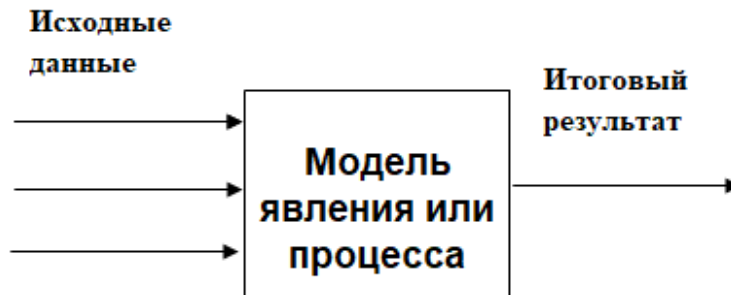 Исходные
данные
Итоговый
результат
Модель
явления или
процесса